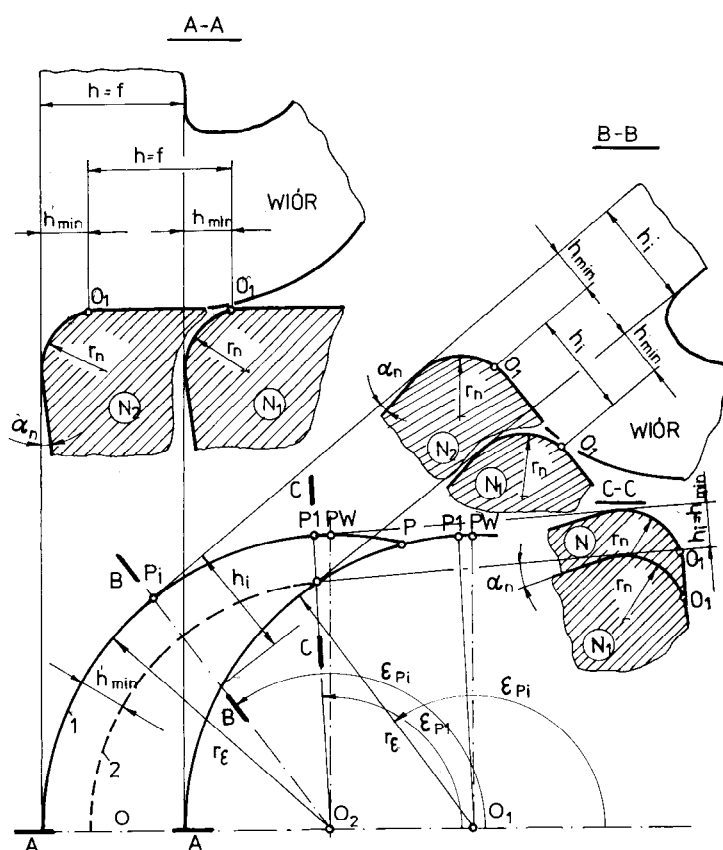 A-A
h=f
B-B
h=f
WIÓR
hmin
hmin
hi
hmin
O1
O1
hi
hmin
rn
rn
αn
O1
WIÓR
N2
N1
rn
αn
N2
rn
O1
N1
C-C
hi=hmin
C
P1 PW
P
P1 PW
N
rn
O1
B
Pi
hi
αn
rn
O1
N1
C
hmin
εPi
B
εPi
εP1
1
rε
rε
2
O
O2
O1
A
A